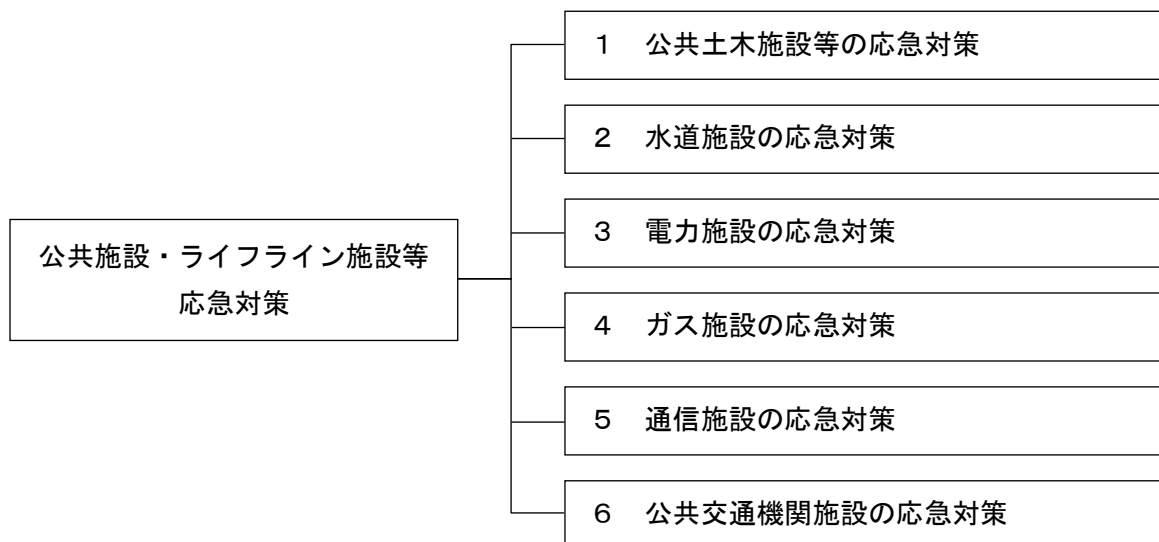 公共施設・ライフライン施設等
応急対策
１　公共土木施設等の応急対策
２　水道施設の応急対策
３　電力施設の応急対策
４　ガス施設の応急対策
５　通信施設の応急対策
６　公共交通機関施設の応急対策